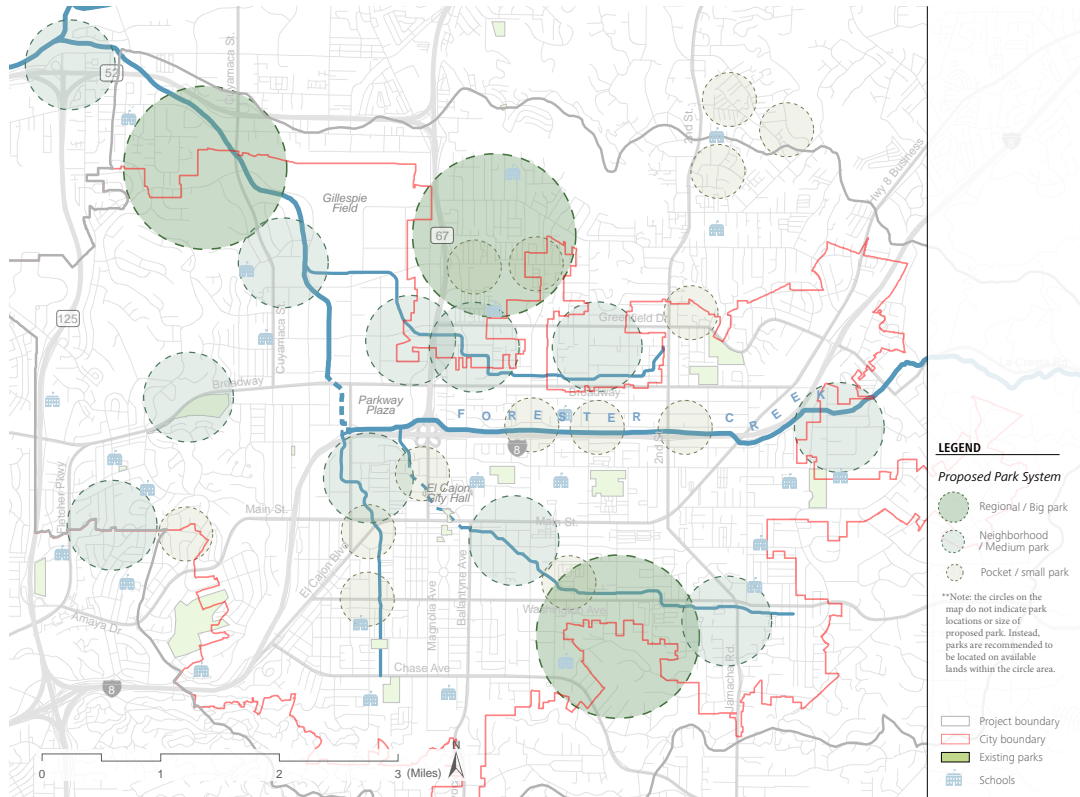 52
Cuyamaca St.
2nd St.
Hwy 8 Business
Gillespie
Field
67
125
Greenfield Dr.
Cuyamaca St.
Broadway
Parkway
Plaza
Broadway
FORESTER CREEK
8
2nd St.
Fletcher Pkwy
El Cajon
City Hall
Main St.
Main St.
El Cajon Blvd
Magnolia Ave
Ballantyne Ave
Washington Ave
Amaya Dr.
Chase Ave
Jamacha Rd.
8
N
0 1 2 3 (Miles)
LEGEND
Proposed Park System
Regional / Big park
Neighborhood
/ Medium park
Pocket / small park
**Note: the circles on the
map do not indicate park
locations or size of
proposed park. Instead,
parks are recommended to
be located on available
lands within the circle area.
Project boundary
City boundary
Existing parks
Schools